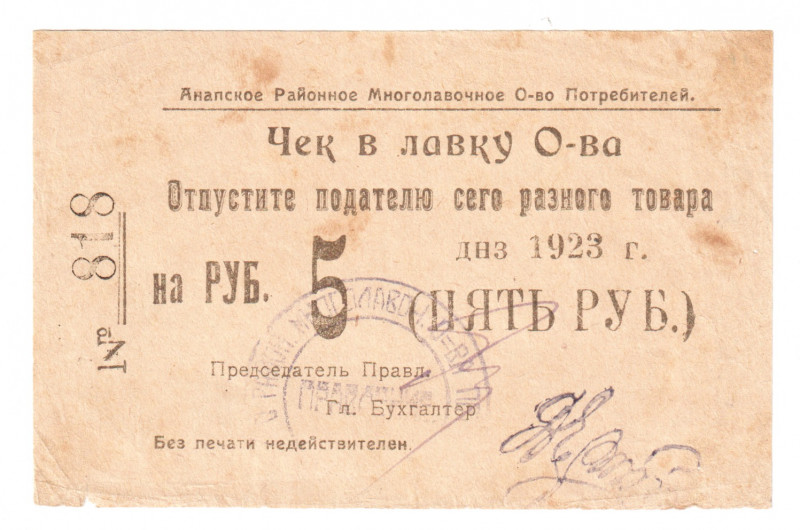 Анапское Районное Многолавочное О-во Потребителей.
Чек в лавку О-ва
Отпустите подателю сего разного товара
днз 1923 г.
на РУБ. 5 (ПЯТЬ РУБ.)
№ 818
Председатель Правл.
Гл. Бухгалтер
Без печати недействителен.